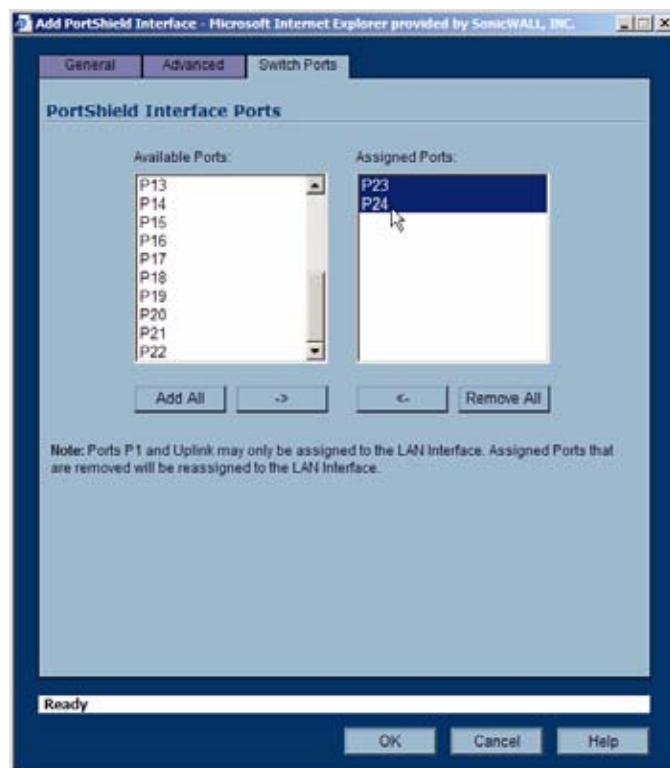 Add PortShield Interface - Microsoft Internet Explorer provided by SonicWALL, INC.
General Advanced Switch Ports
PortShield Interface Ports
Available Ports: Assigned Ports:
P13 P23
P14 P24
P15
P16
P17
P18
P19
P20
P21
P22
Add All -> <- Remove All
Note: Ports P1 and Uplink may only be assigned to the LAN Interface. Assigned Ports that
are removed will be reassigned to the LAN Interface.
Ready
OK Cancel Help